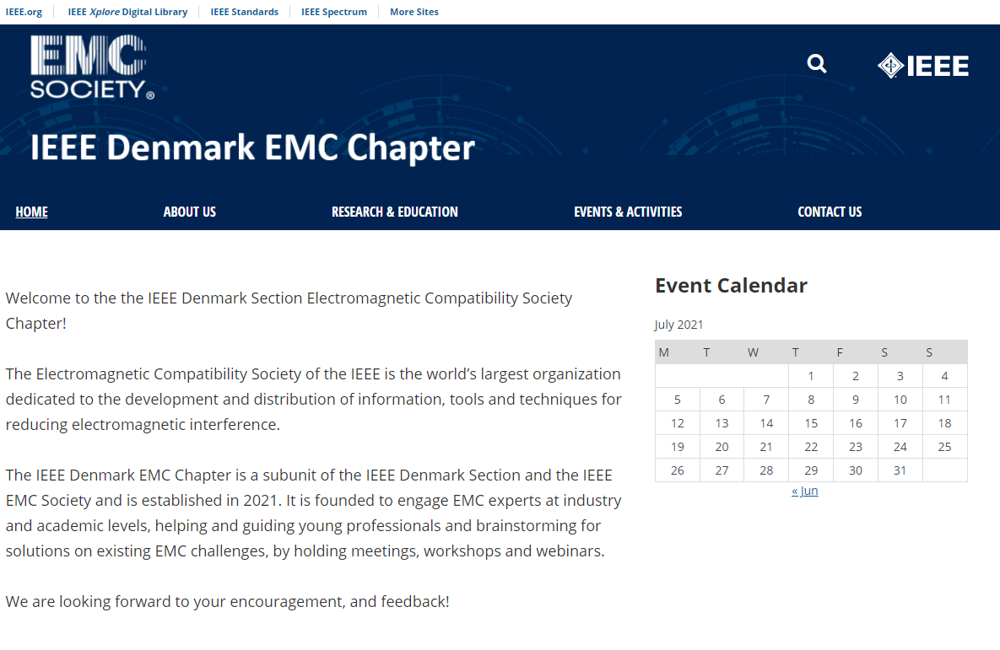 IEEE.org IEEE Xplore Digital Library IEEE Standards IEEE Spectrum More Sites
EMC
SOCIETY®
IEEE
IEEE Denmark EMC Chapter
HOME ABOUT US RESEARCH & EDUCATION EVENTS & ACTIVITIES CONTACT US
Welcome to the the IEEE Denmark Section Electromagnetic Compatibility Society
Chapter!
The Electromagnetic Compatibility Society of the IEEE is the world’s largest organization
dedicated to the development and distribution of information, tools and techniques for
reducing electromagnetic interference.
The IEEE Denmark EMC Chapter is a subunit of the IEEE Denmark Section and the IEEE
EMC Society and is established in 2021. It is founded to engage EMC experts at industry
and academic levels, helping and guiding young professionals and brainstorming for
solutions on existing EMC challenges, by holding meetings, workshops and webinars.
We are looking forward to your encouragement, and feedback!
Event Calendar
July 2021
M T W T F S S
1 2 3 4
5 6 7 8 9 10 11
12 13 14 15 16 17 18
19 20 21 22 23 24 25
26 27 28 29 30 31
« Jun